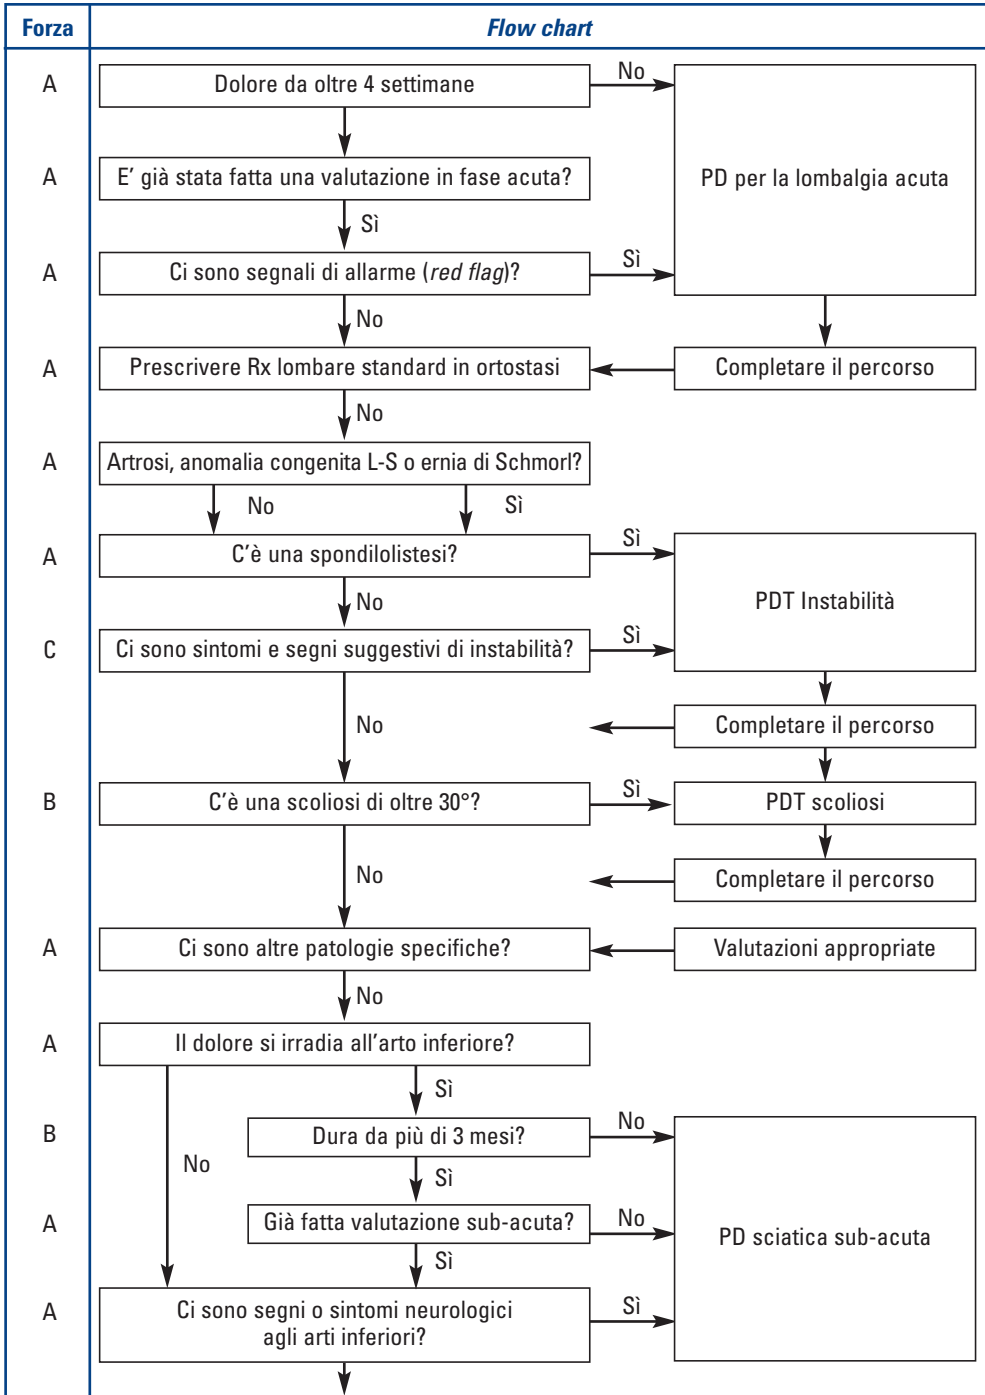 Forza
Flow chart
A
Dolore da oltre 4 settimane
No
PD per la lombalgia acuta
A
E' già stata fatta una valutazione in fase acuta?
Sì
A
Ci sono segnali di allarme (red flag)?
Sì
No
A
Prescrivere Rx lombare standard in ortostasi
Completare il percorso
No
A
Artrosi, anomalia congenita L-S o ernia di Schmorl?
No
Sì
A
C'è una spondilolistesi?
Sì
PDT Instabilità
No
C
Ci sono sintomi e segni suggestivi di instabilità?
Sì
No
Completare il percorso
B
C'è una scoliosi di oltre 30°?
Sì
PDT scoliosi
No
Completare il percorso
A
Ci sono altre patologie specifiche?
Valutazioni appropriate
No
A
Il dolore si irradia all'arto inferiore?
Sì
B
Dura da più di 3 mesi?
No
No
Sì
A
Già fatta valutazione sub-acuta?
No
PD sciatica sub-acuta
Sì
A
Ci sono segni o sintomi neurologici
agli arti inferiori?
Sì